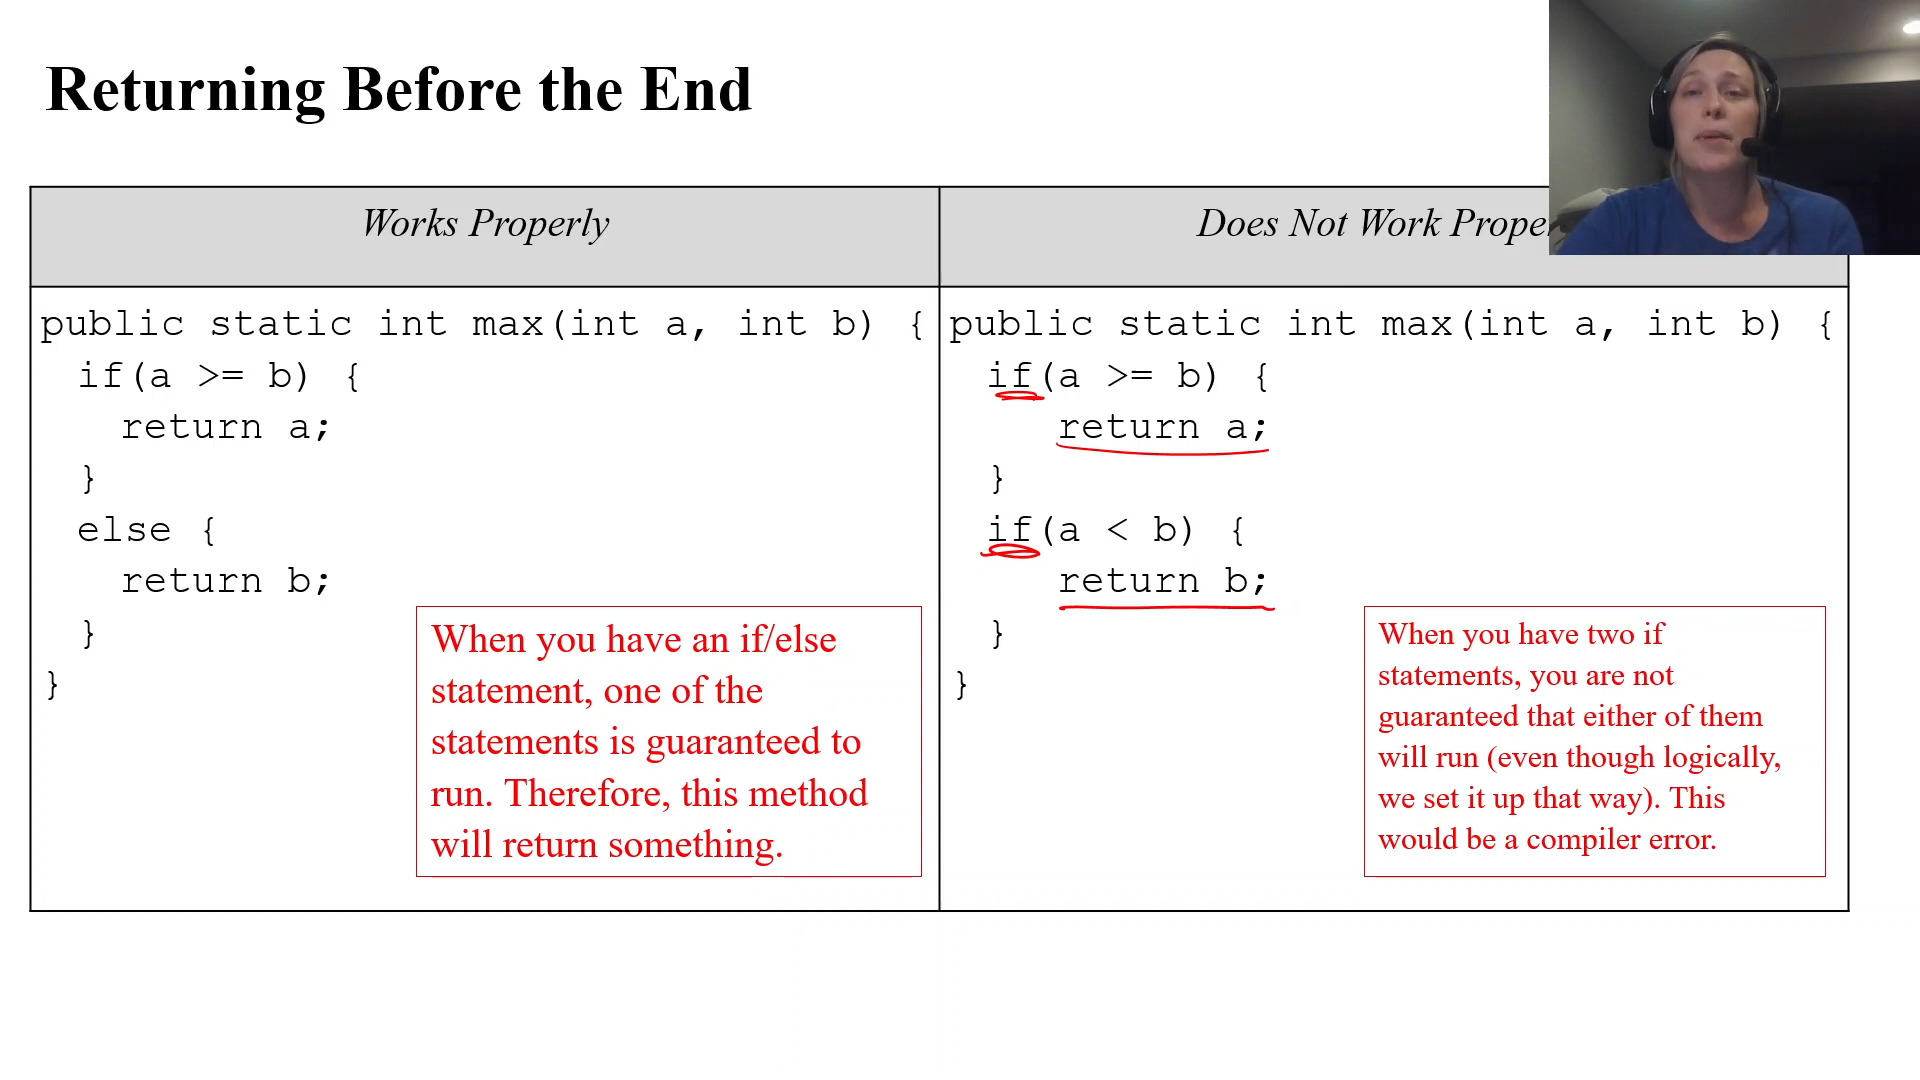 Returning Before the End
Works Properly
public static int max(int a, int b) {
if(a >= b) {
return a;
}
else {
return b;
}
}
When you have an if/else
statement, one of the
statements is guaranteed to
run. Therefore, this method
will return something.
Does Not Work Proper
public static int max(int a, int b) {
if(a >= b) {
return a;
}
if(a < b) {
return b;
}
}
When you have two if
statements, you are not
guaranteed that either of them
will run (even though logically,
we set it up that way). This
would be a compiler error.